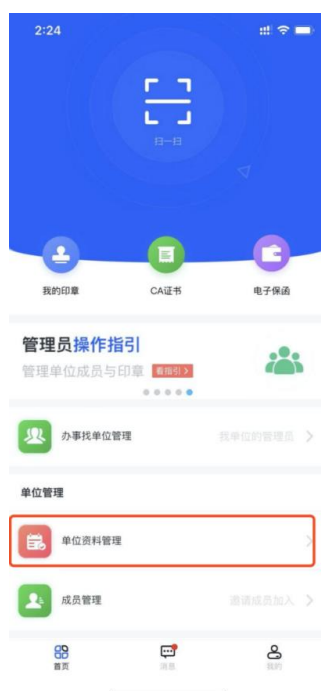 2:24
扫一扫
我的印章
CA证书
电子保函
管理员操作指引
管理单位成员与印章 看指引 >
办事找单位管理 我单位的管理员 >
单位管理
单位资料管理 >
成员管理 邀请成员加入 >
首页
消息
我的